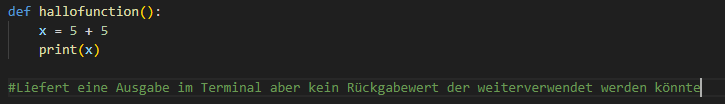 def hallofunction():
    x = 5 + 5
    print(x)
#Liefert eine Ausgabe im Terminal aber kein Rückgabewert der weiterverwendet werden könnte